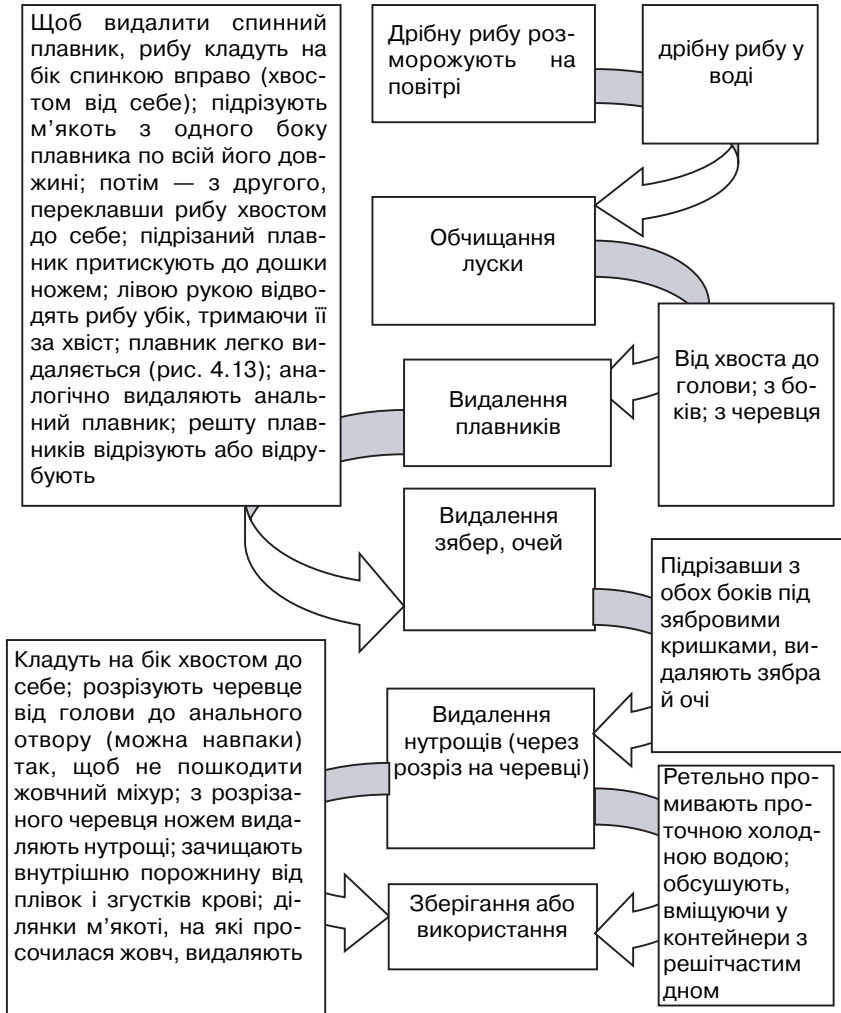 Щоб видалити спинний
плавник, рибу кладуть на
бік спинкою вправо (хвос-
том від себе); підрізують
м’якоть з одного боку
плавника по всій його дов-
жині; потім — з другого,
переклавши рибу хвостом
до себе; підрізаний плав-
ник притискують до дошки
ножем; лівою рукою відво-
дять рибу убік, тримаючи її
за хвіст; плавник легко ви-
даляється (рис. 4.13); ана-
логічно видаляють аналь-
ний плавник; решту плав-
ників відрізують або відру-
бують
Дрібну рибу роз-
морожують на
повітрі
дрібну рибу у
воді
Обчищання
луски
Від хвоста до
голови; з бо-
ків; з черевця
Видалення
плавників
Видалення
зябер, очей
Підрізавши з
обох боків під
зябровими
кришками, ви-
даляють зябра
й очі
Видалення
нутрощів (через
розріз на черевці)
Кладуть на бік хвостом до
себе; розрізують черевце
від голови до анального
отвору (можна навпаки)
так, щоб не пошкодити
жовчний міхур; з розріза-
ного черевця ножем вида-
ляють нутрощі; зачищають
внутрішню порожнину від
плівок і згустків крові; ді-
лянки м’якоті, на які про-
сочилася жовч, видаляють
Ретельно про-
мивають про-
точною холод-
ною водою;
обсушують,
вміщуючи у
контейнери з
решітчастим
дном
Зберігання або
використання